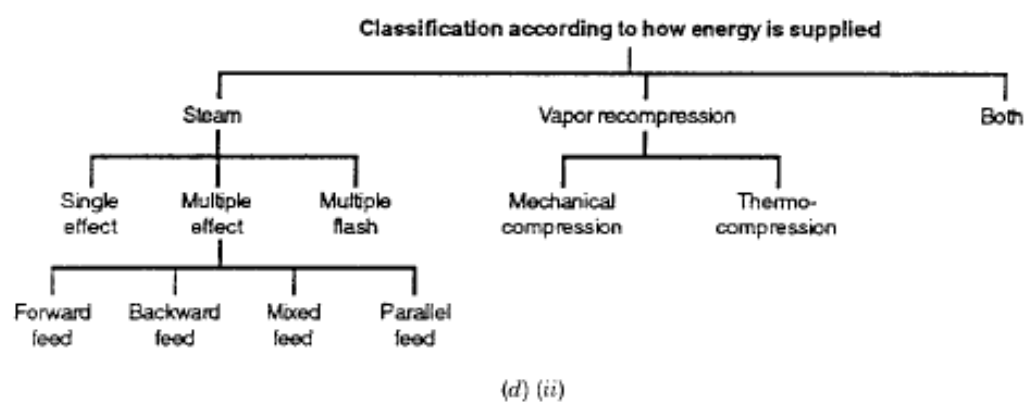 Classification according to how energy is supplied
Steam
Vapor recompression
Both
Single
effect
Multiple
effect
Multiple
flash
Mechanical
compression
Thermo-
compression
Forward
feed
Backward
feed
Mixed
feed
Parallel
feed
(d) (ii)